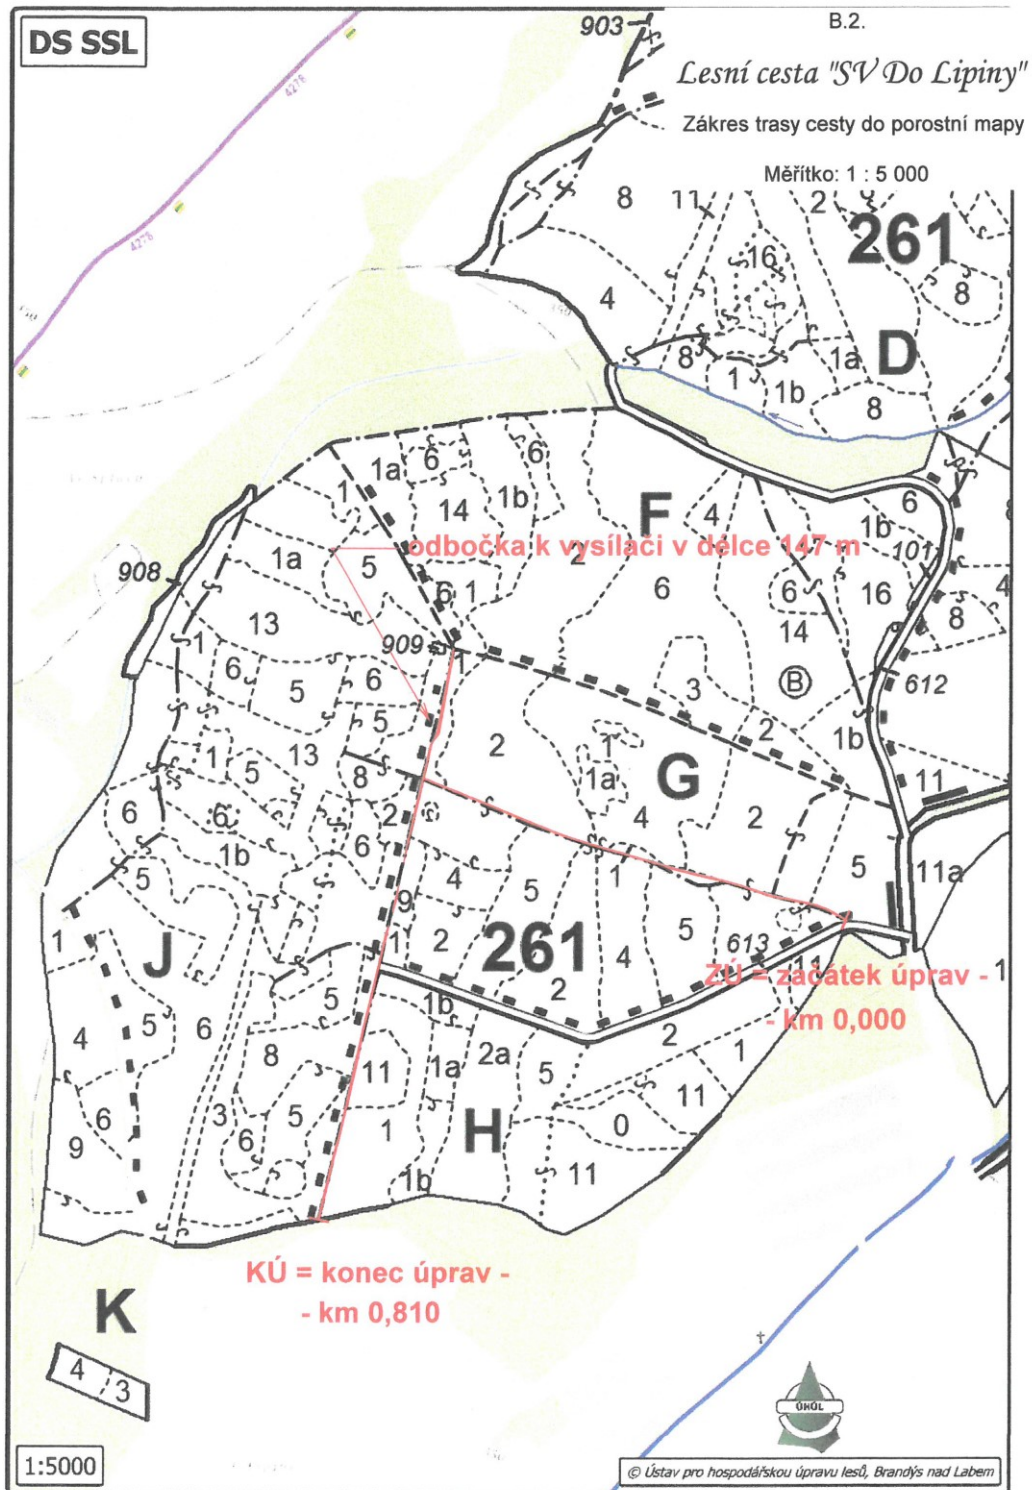 DS SSL
B.2.
Lesní cesta "SV Do Lipiny"
Zákres trasy cesty do porostní mapy
Měřítko: 1 : 5 000
903
4278
4278
8
11
2
261
16
8
4
D
8
1a
1
1b
8
1a
6
6
1
14
1b
F
4
6
1b
101
odbočka k vysílači v délce 147 m
1a
5
2
908
6
1
6
6
16
4
13
14
8
909
1
1
6
6
3
B
612
5
5
2
2
1b
1
13
1
G
11
5
8
1a
6
6
2
4
2
1b
6
5
11a
5
4
5
1
9
1
J
1
2
261
5
613
4
ZÚ = začátek úprav -
- km 0,000
5
2
11
1b
5
6
4
8
2a
2
1
11
1a
5
3
5
11
6
6
1
H
0
9
1b
11
KÚ = konec úprav -
- km 0,810
K
4
3
ÚHÚL
1:5000
© Ústav pro hospodářskou úpravu lesů, Brandýs nad Labem